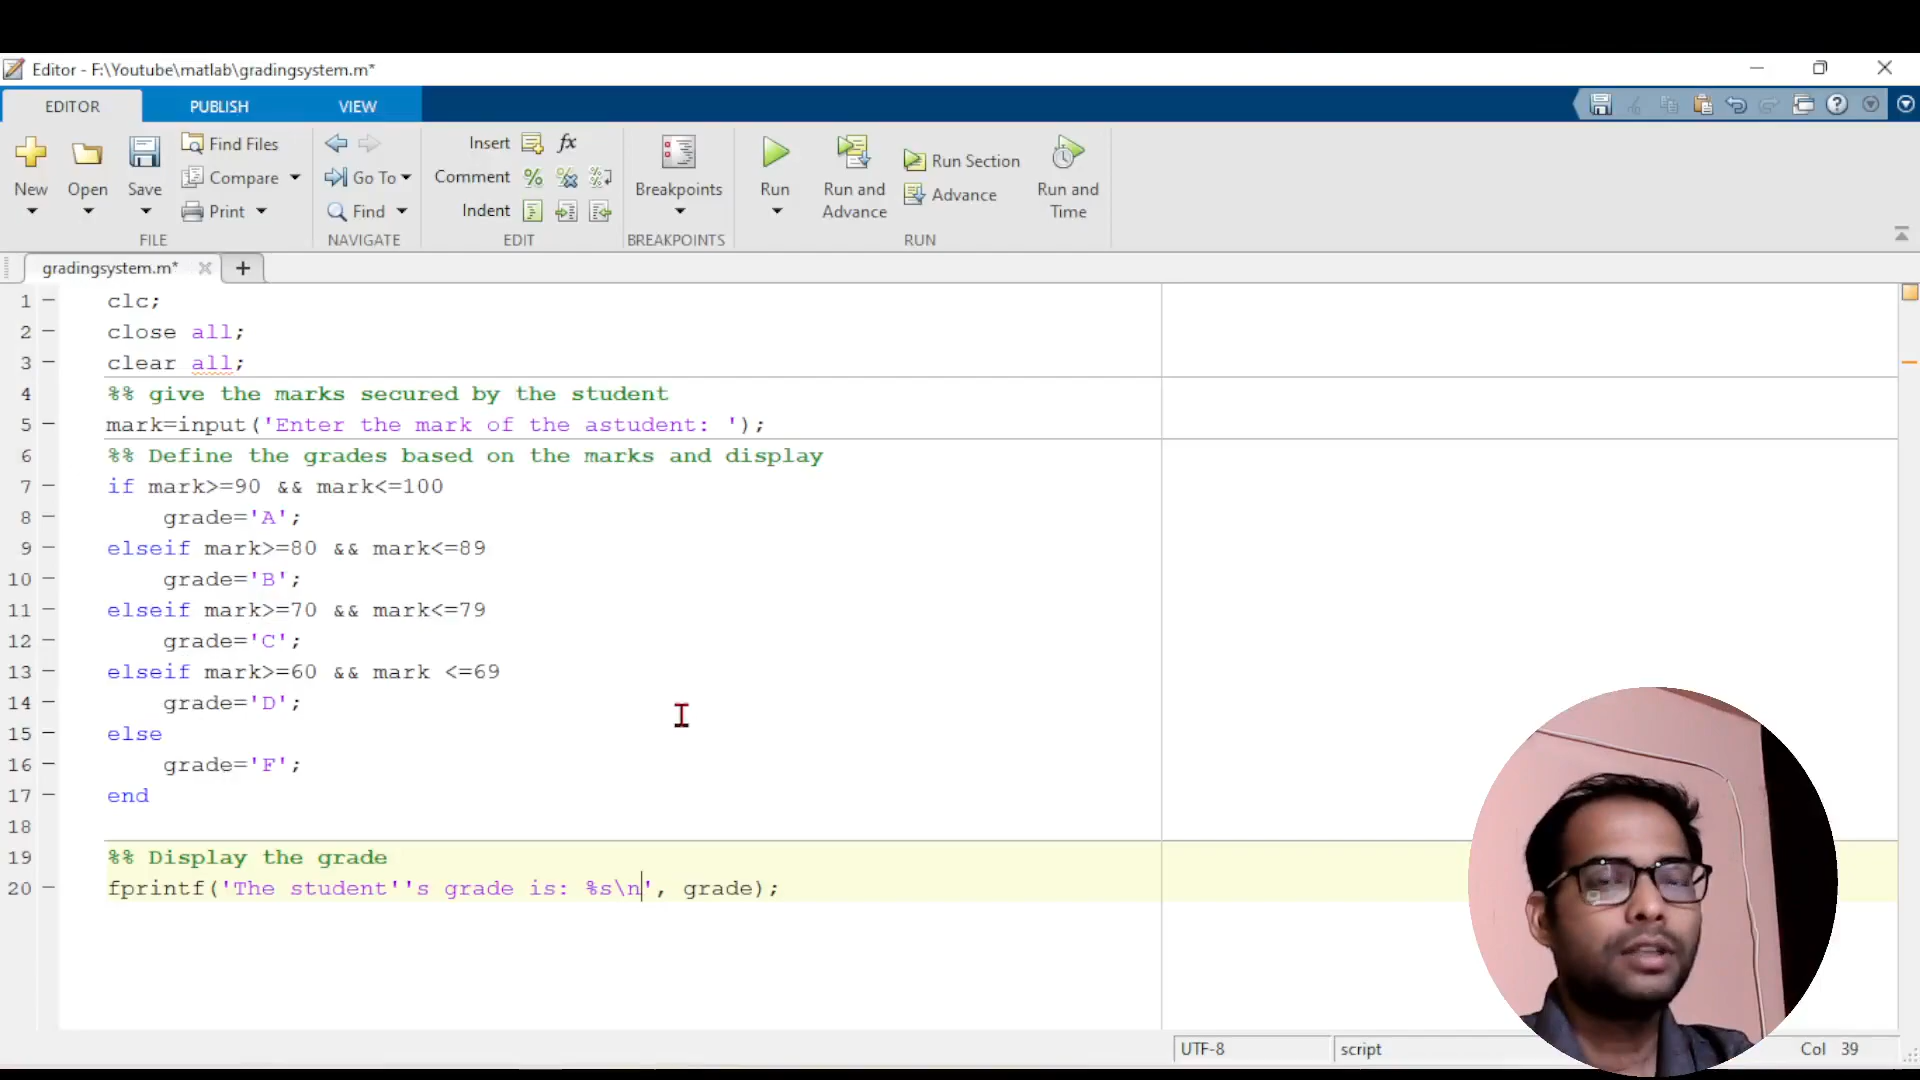 Editor - F:\Youtube\matlab\gradingsystem.m*
EDITOR PUBLISH VIEW
New
Open
Save
Find Files
Compare
Print
FILE
Go To
Find
NAVIGATE
Insert fx
Comment
Indent
EDIT
Breakpoints
BREAKPOINTS
Run
Run and Advance
Run Section
Advance
Run and Time
RUN
gradingsystem.m*
1 clc;
2 close all;
3 clear all;
4 %% give the marks secured by the student
5 mark=input('Enter the mark of the astudent: ');
6 %% Define the grades based on the marks and display
7 if mark>=90 && mark<=100
8 grade='A';
9 elseif mark>=80 && mark<=89
10 grade='B';
11 elseif mark>=70 && mark<=79
12 grade='C';
13 elseif mark>=60 && mark <=69
14 grade='D';
15 else
16 grade='F';
17 end
18
19 %% Display the grade
20 fprintf('The student''s grade is: %s\n', grade);
UTF-8 script Col 39